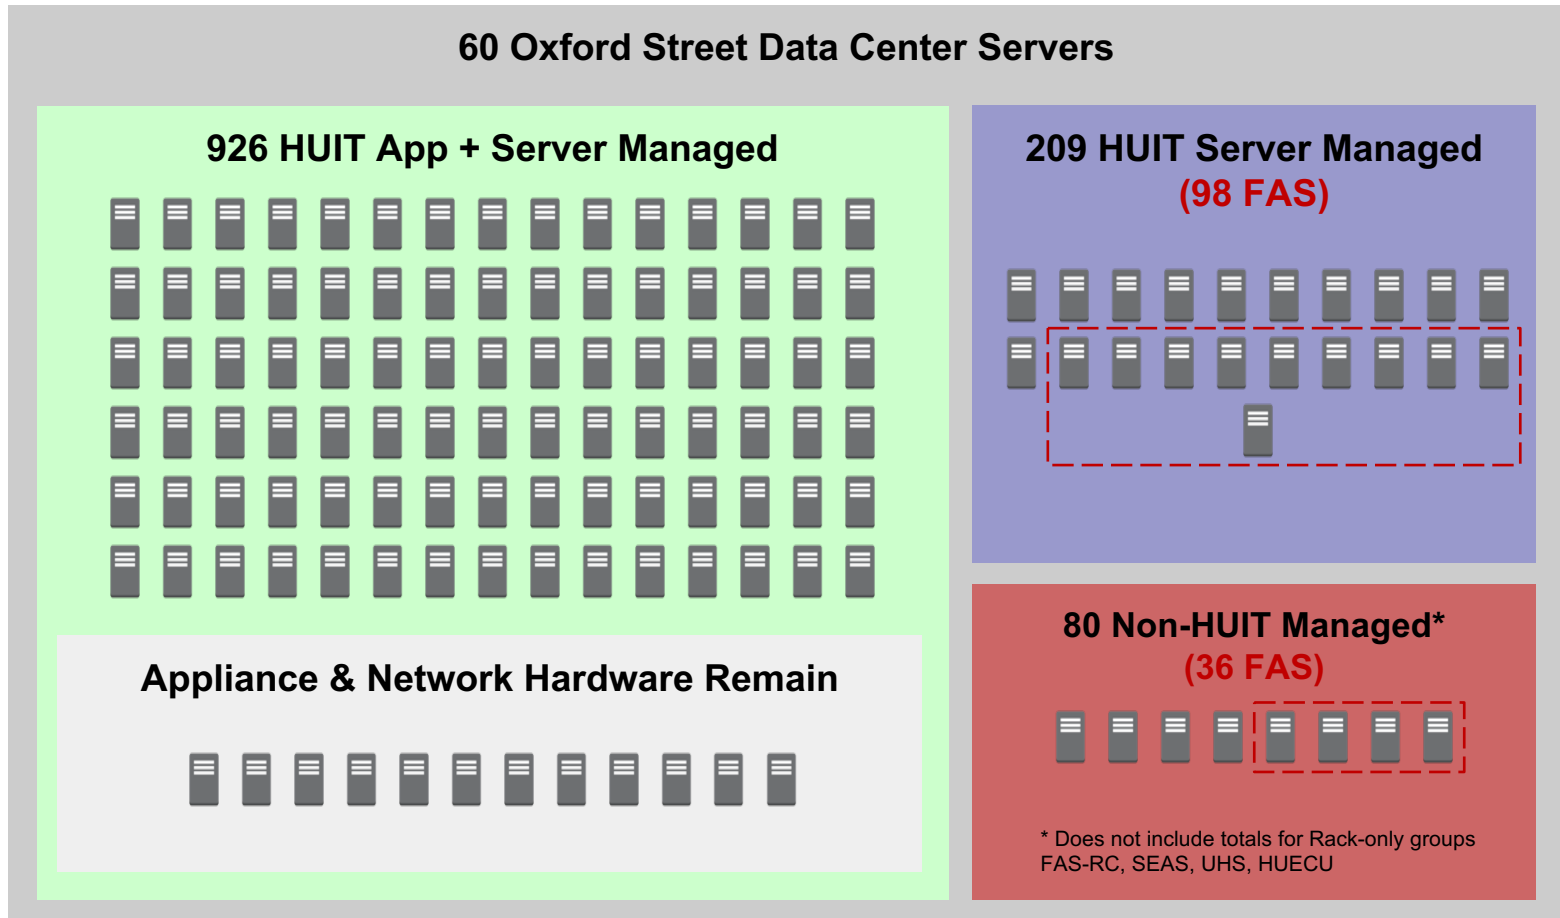 60 Oxford Street Data Center Servers
926 HUIT App + Server Managed
Appliance & Network Hardware Remain
209 HUIT Server Managed
(98 FAS)
80 Non-HUIT Managed*
(36 FAS)
* Does not include totals for Rack-only groups
FAS-RC, SEAS, UHS, HUECU